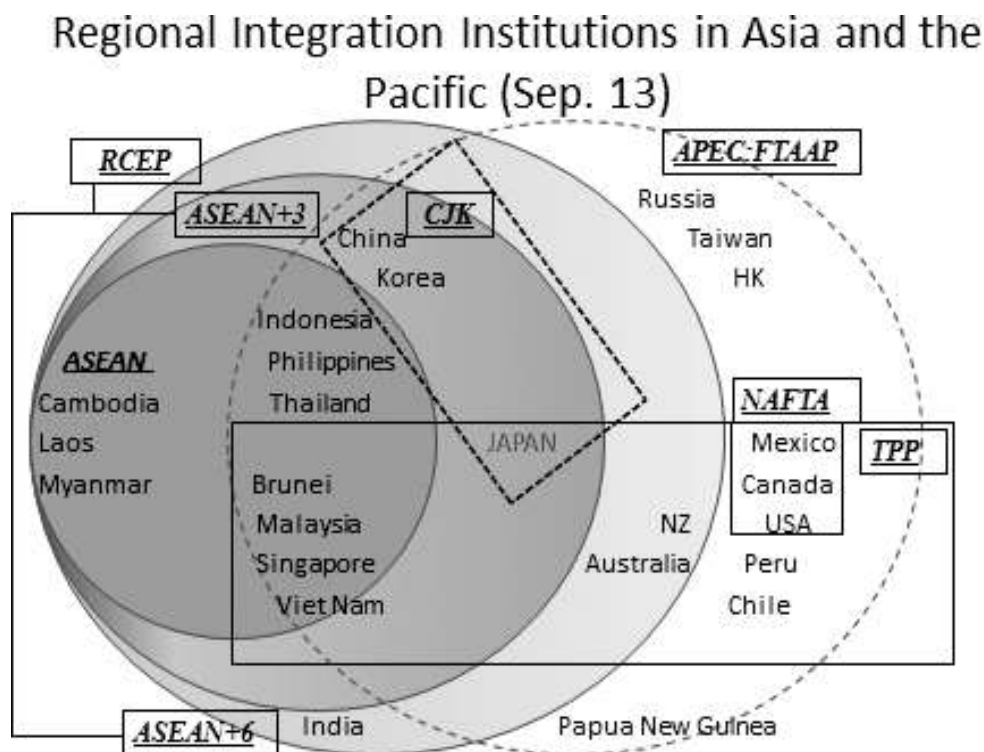 Regional Integration Institutions in Asia and the
Pacific (Sep. 13)
RCEP
APEC:FTAAP
ASEAN+3
CJK
Russia
China
Taiwan
Korea
HK
Indonesia
ASEAN
Philippines
Cambodia
Thailand
NAFTA
Laos
JAPAN
Mexico
TPP
Myanmar
Brunei
Canada
Malaysia
NZ
USA
Singapore
Australia
Peru
Viet Nam
Chile
ASEAN+6
India
Papua New Guinea